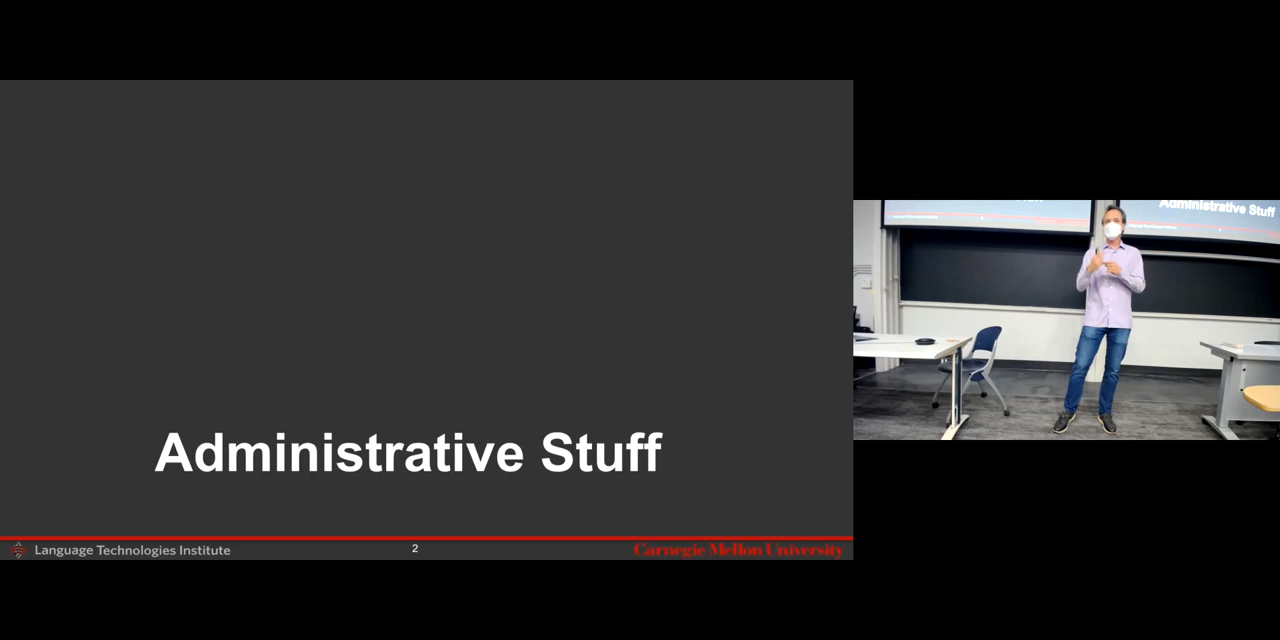 Administrative Stuff
Language Technologies Institute
2
Carnegie Mellon University
Administrative Stuff